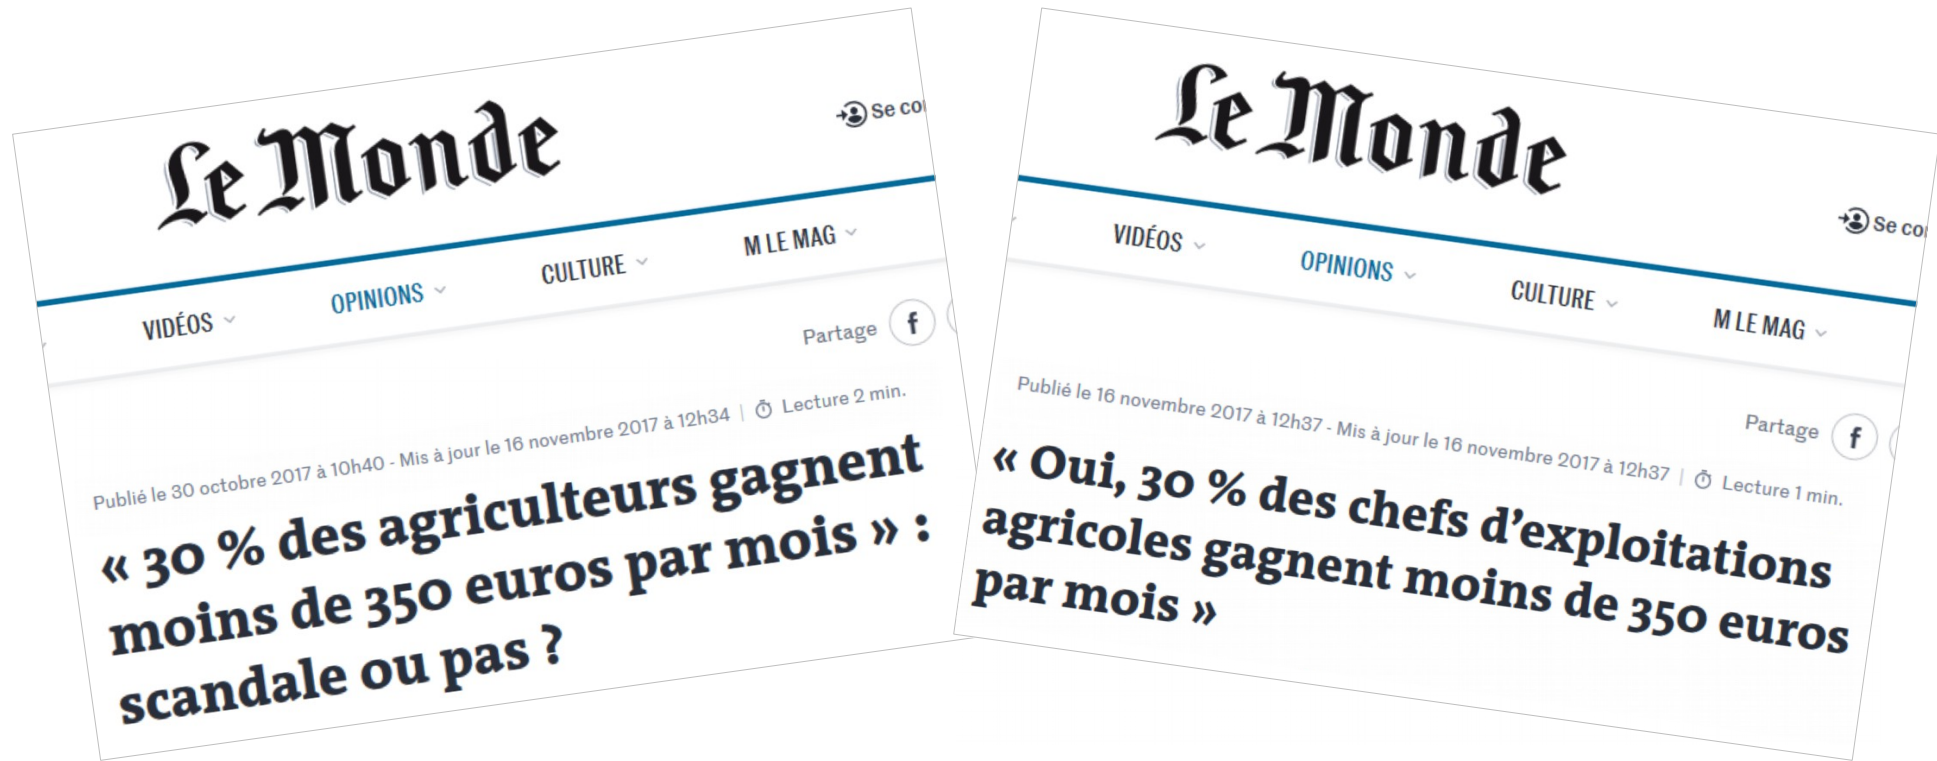 Le Monde
Se co
VIDÉOS
OPINIONS
CULTURE
M LE MAG
Partage
Publié le 30 octobre 2017 à 10h40 - Mis à jour le 16 novembre 2017 à 12h34 | Lecture 2 min.
« 30 % des agriculteurs gagnent
moins de 350 euros par mois » :
scandale ou pas ?
Le Monde
Se co
VIDÉOS
OPINIONS
CULTURE
M LE MAG
Partage
Publié le 16 novembre 2017 à 12h37 - Mis à jour le 16 novembre 2017 à 12h37 | Lecture 1 min.
« Oui, 30 % des chefs d’exploitations
agricoles gagnent moins de 350 euros
par mois »